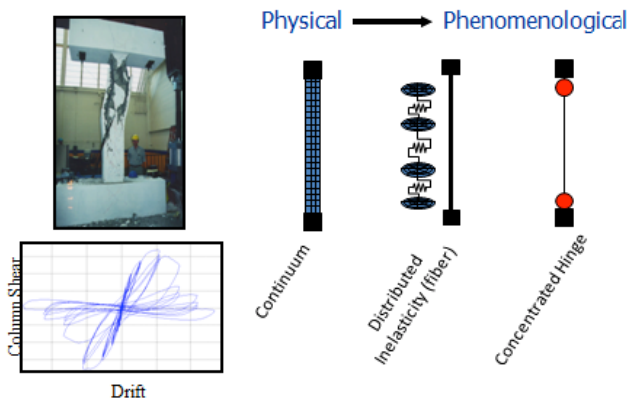 Physical
Phenomenological
Column Shear
Drift
Continuum
Distributed
Inelasticity (fiber)
Concentrated Hinge